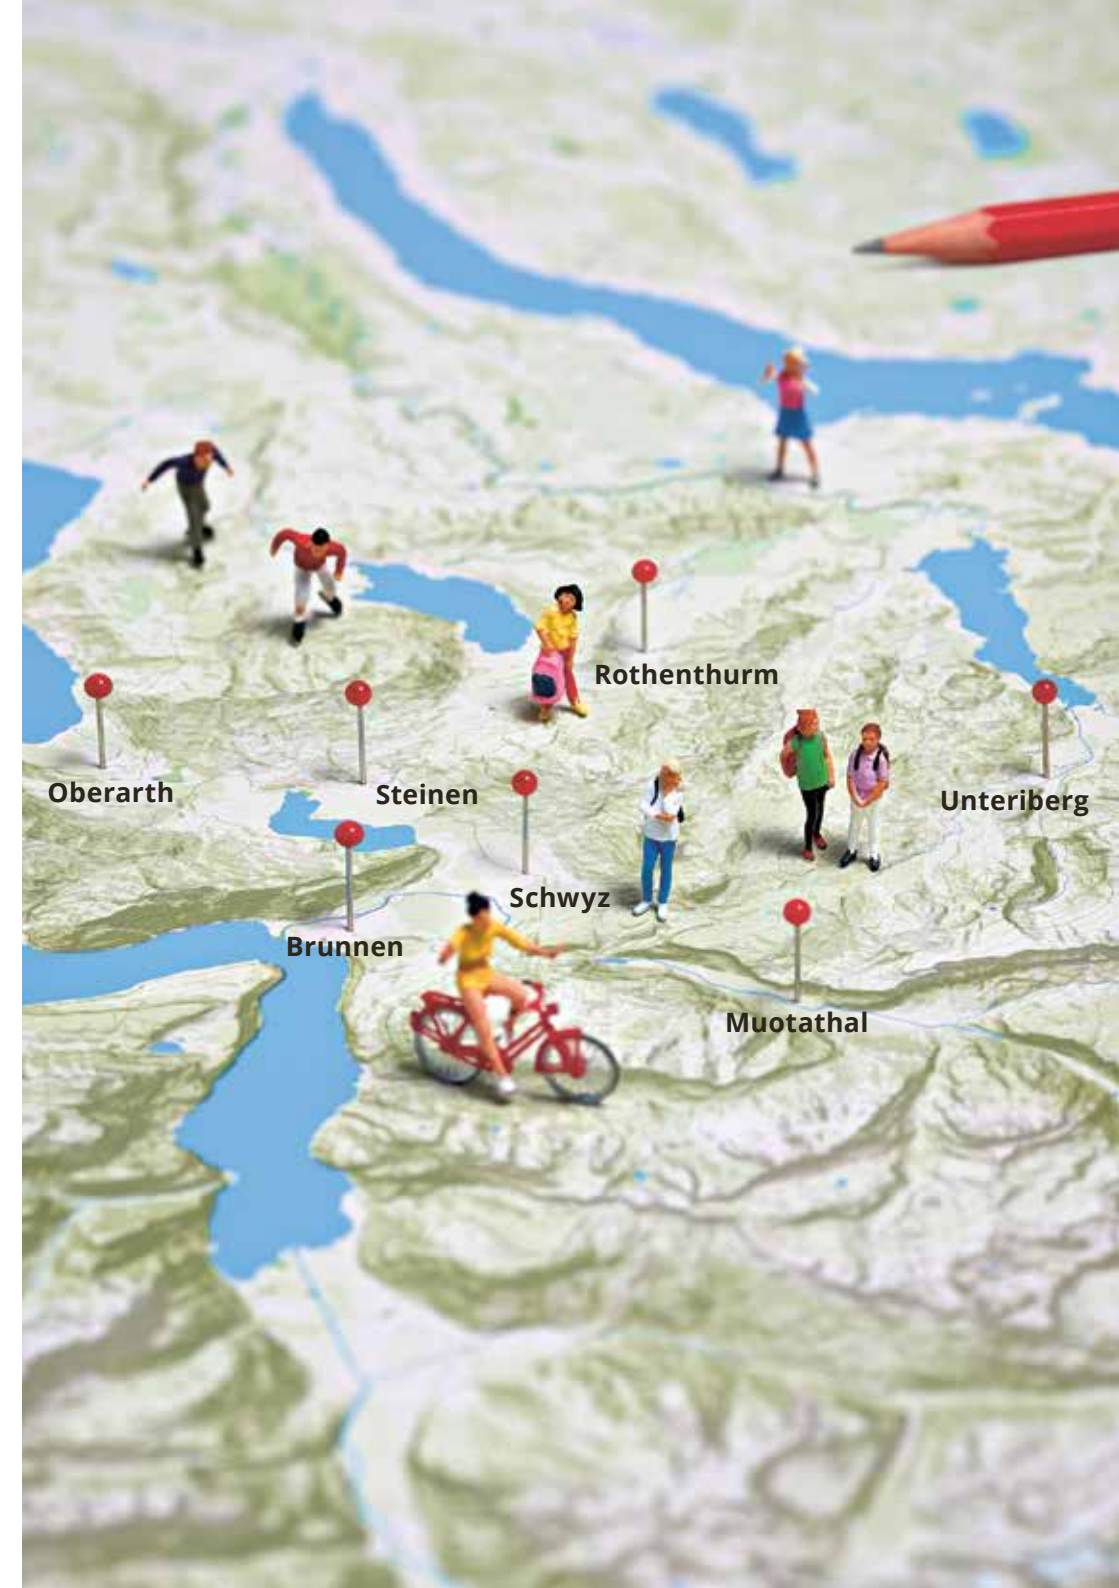 Rothenthurm
Oberarth
Steinen
Unteriberg
Schwyz
Brunnen
Muotathal